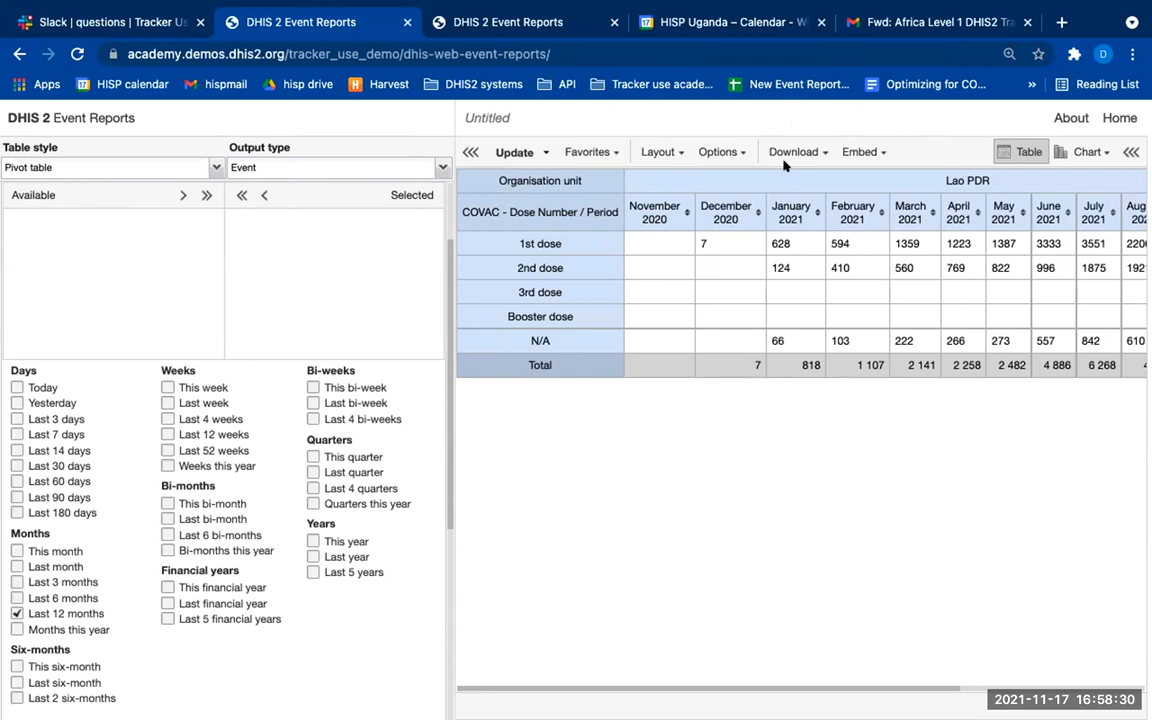 Slack | questions | Tracker Us
DHIS 2 Event Reports
DHIS 2 Event Reports
HISP Uganda – Calendar - W
Fwd: Africa Level 1 DHIS2 Tra
academy.demos.dhis2.org/tracker_use_demo/dhis-web-event-reports/
D
Apps
HISP calendar
hispmail
hisp drive
Harvest
DHIS2 systems
API
Tracker use acade...
New Event Report...
Optimizing for CO...
»
Reading List
DHIS 2 Event Reports
Untitled
About
Home
Table style
Output type
Pivot table
Event
Update
Favorites
Layout
Options
Download
Embed
Table
Chart
Available
Selected
Organisation unit
Lao PDR
COVAC - Dose Number / Period
November 2020
December 2020
January 2021
February 2021
March 2021
April 2021
May 2021
June 2021
July 2021
1st dose 7 628 594 1359 1223 1387 3333 3551
2nd dose 124 410 560 769 822 996 1875
3rd dose
Booster dose
N/A 66 103 222 266 273 557 842 610
Total 7 818 1 107 2 141 2 258 2 482 4 886 6 268
Days
Today
Yesterday
Last 3 days
Last 7 days
Last 14 days
Last 30 days
Last 60 days
Last 90 days
Last 180 days
Months
This month
Last month
Last 3 months
Last 6 months
Last 12 months
Months this year
Six-months
This six-month
Last six-month
Last 2 six-months
Weeks
This week
Last week
Last 4 weeks
Last 12 weeks
Last 52 weeks
Weeks this year
Bi-months
This bi-month
Last bi-month
Last 6 bi-months
Bi-months this year
Financial years
This financial year
Last financial year
Last 5 financial years
Bi-weeks
This bi-week
Last bi-week
Last 4 bi-weeks
Quarters
This quarter
Last quarter
Last 4 quarters
Quarters this year
Years
This year
Last year
Last 5 years
2021-11-17 16:58:30